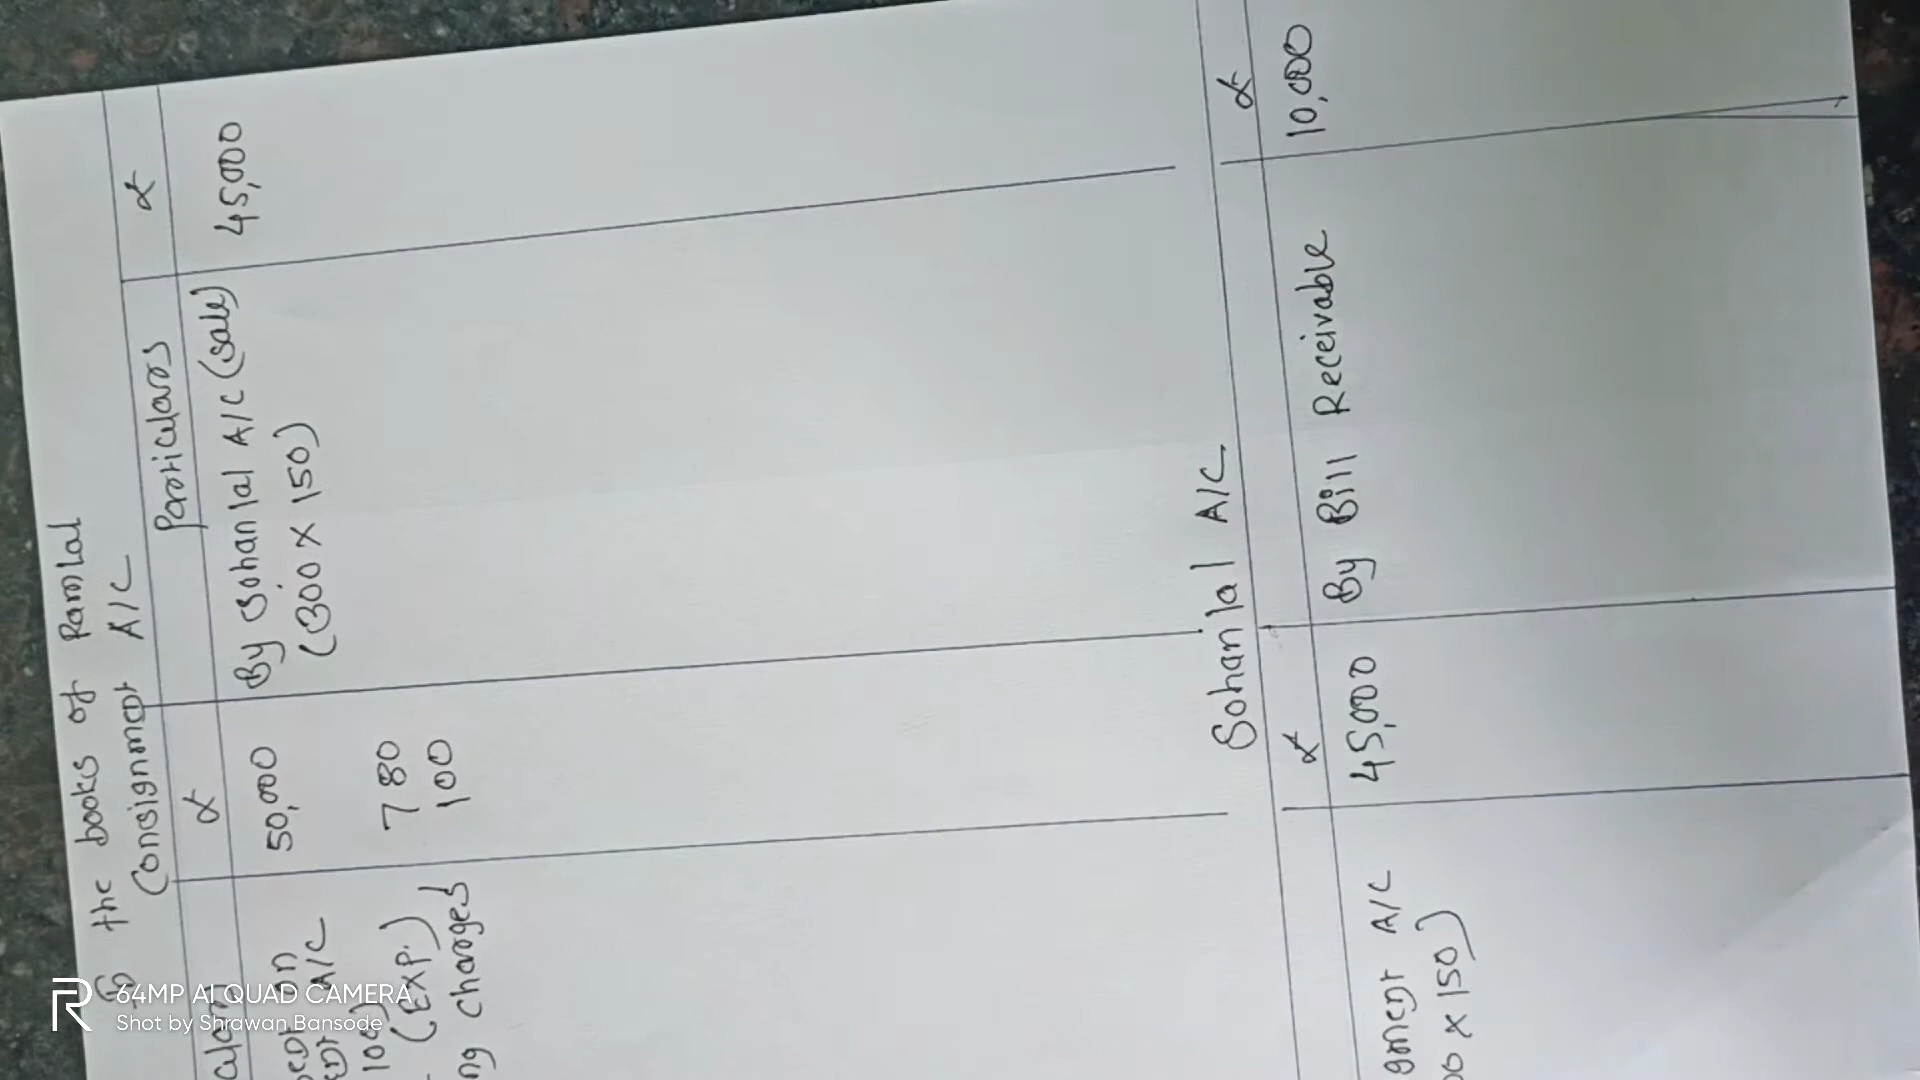 In the books of Ramlal
Consignment A/C
₹ Particulars ₹
50,000 By Sohanlal A/C (sale) 45,000
A/C (300 X 150)
(Exp.) 780
charges 100
Sohanlal A/C
₹ ₹
A/C 45,000 By Bill Receivable 10,000
X 150)
64MP AI QUAD CAMERA
Shot by Shrawan Bansode